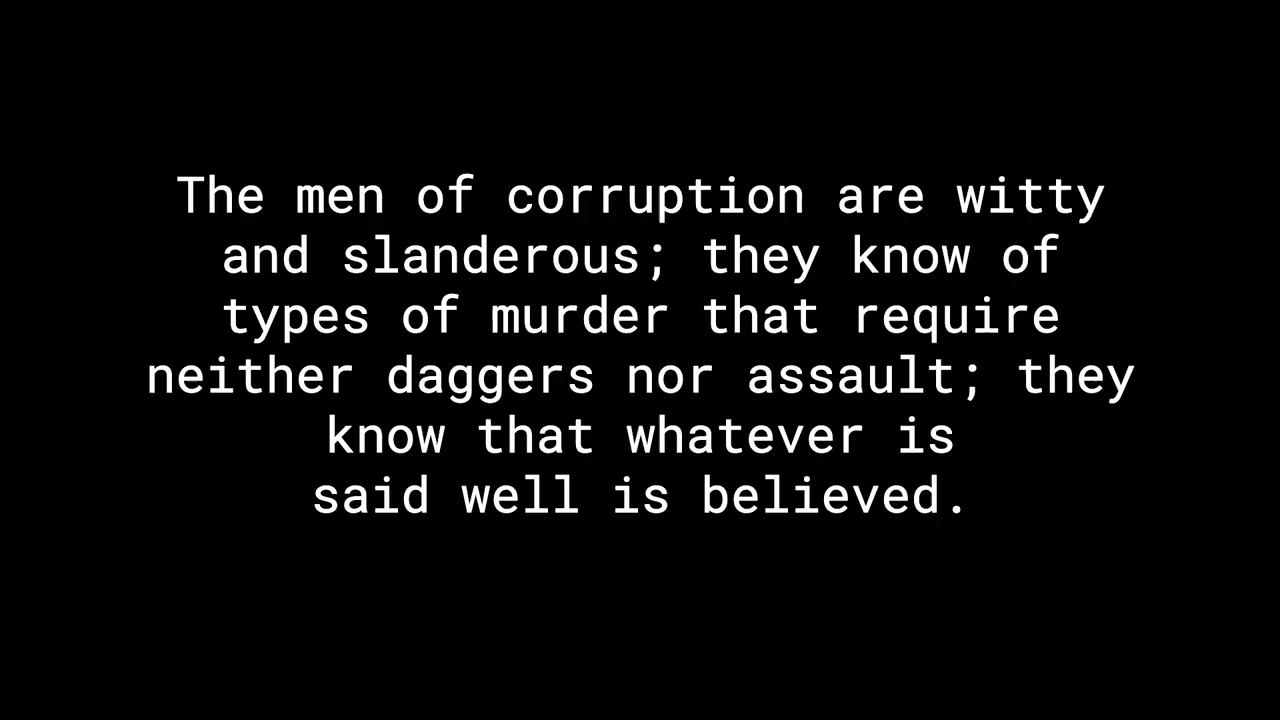 The men of corruption are witty
and slanderous; they know of
types of murder that require
neither daggers nor assault; they
know that whatever is
said well is believed.